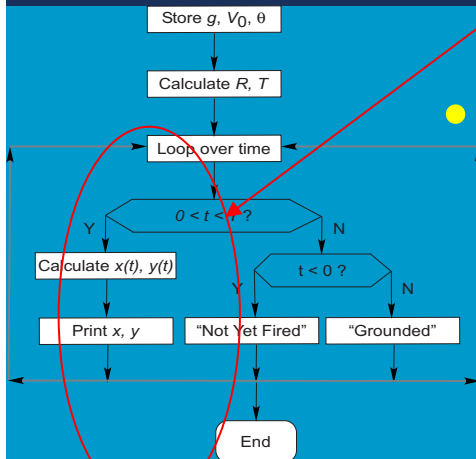 Store g, V0, θ
Calculate R, T
Loop over time
0 < t < T ?
Y
N
Calculate x(t), y(t)
t < 0 ?
Y
N
Print x, y
“Not Yet Fired”
“Grounded”
End